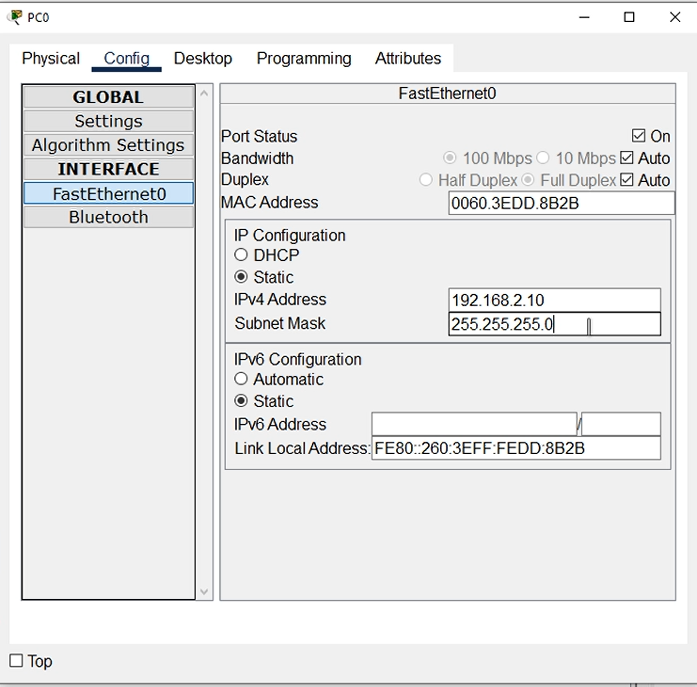 PC0
Physical Config Desktop Programming Attributes
GLOBAL
Settings
Algorithm Settings
INTERFACE
FastEthernet0
Bluetooth
FastEthernet0
Port Status On
Bandwidth 100 Mbps 10 Mbps Auto
Duplex Half Duplex Full Duplex Auto
MAC Address 0060.3EDD.8B2B
IP Configuration
DHCP
Static
IPv4 Address 192.168.2.10
Subnet Mask 255.255.255.0
IPv6 Configuration
Automatic
Static
IPv6 Address /
Link Local Address: FE80::260:3EFF:FEDD:8B2B
Top